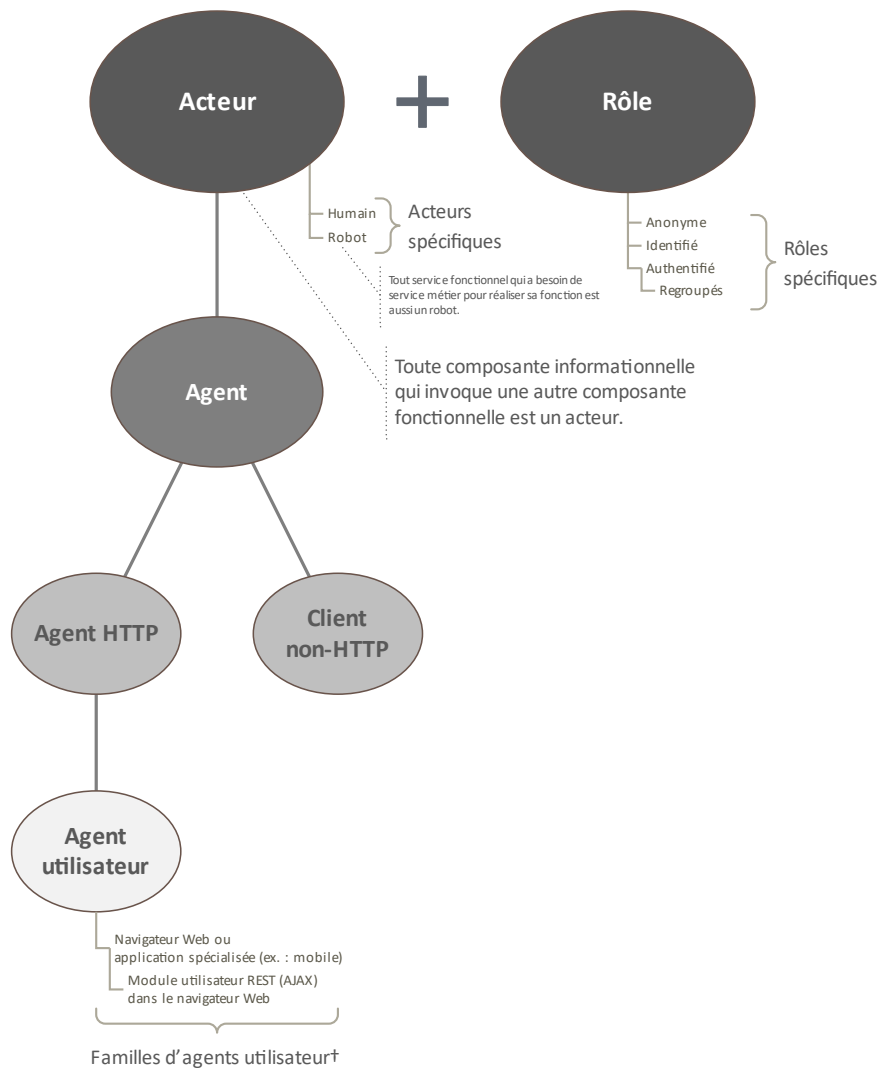 Acteur
+
Rôle
Humain
Robot
Acteurs
spécifiques
Anonyme
Identifié
Authentifié
Regroupés
Rôles
spécifiques
Tout service fonctionnel qui a besoin de
service métier pour réaliser sa fonction est
aussi un robot.
Toute composante informationnelle
qui invoque une autre composante
fonctionnelle est un acteur.
Agent
Agent HTTP
Client
non-HTTP
Agent
utilisateur
Navigateur Web ou
application spécialisée (ex. : mobile)
Module utilisateur REST (AJAX)
dans le navigateur Web
Familles d’agents utilisateur†